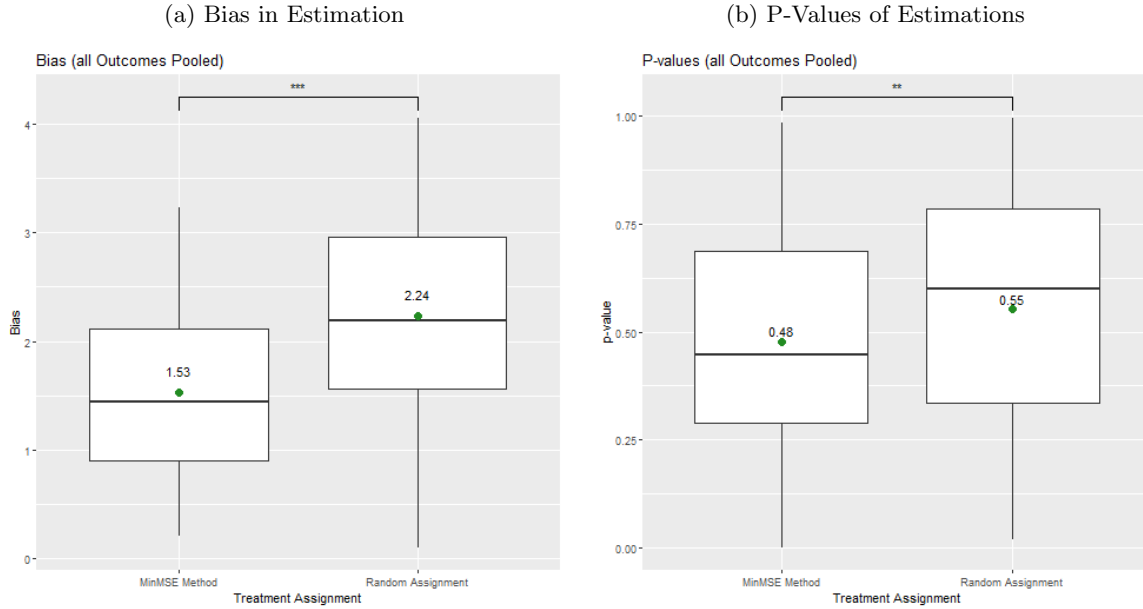 (a) Bias in Estimation
Bias (all Outcomes Pooled)
***
4
3
2
1
0
Bias
1.53
2.24
MinMSE Method
Random Assignment
Treatment Assignment
(b) P-Values of Estimations
P-values (all Outcomes Pooled)
**
1.00
0.75
0.50
0.25
0.00
p-value
0.48
0.55
MinMSE Method
Random Assignment
Treatment Assignment